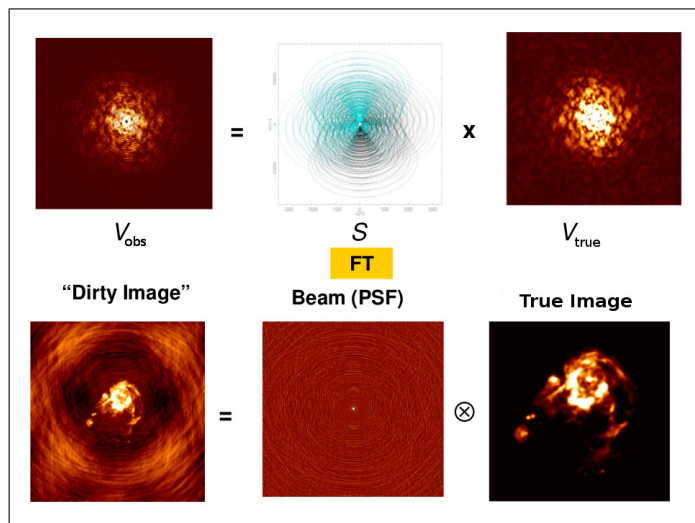 =
x
V_obs
S
V_true
FT
“Dirty Image”
Beam (PSF)
True Image
=
⊗